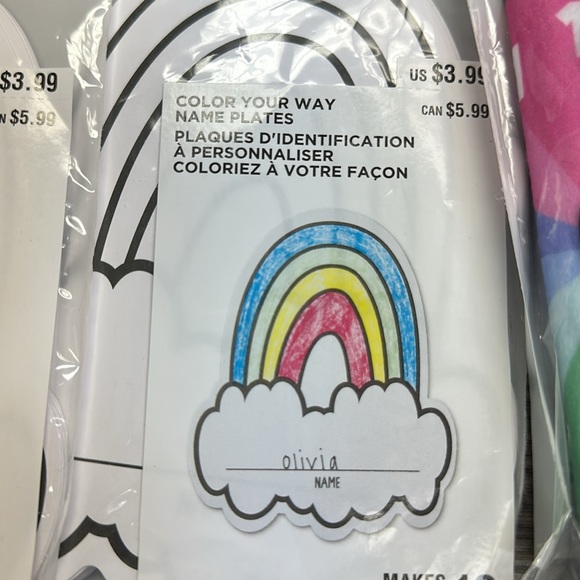 $3.99
N $5.99
US $3.99
CAN $5.99
COLOR YOUR WAY
NAME PLATES
PLAQUES D'IDENTIFICATION
À PERSONNALISER
COLORIEZ À VOTRE FAÇON
olivia
NAME
MAKES